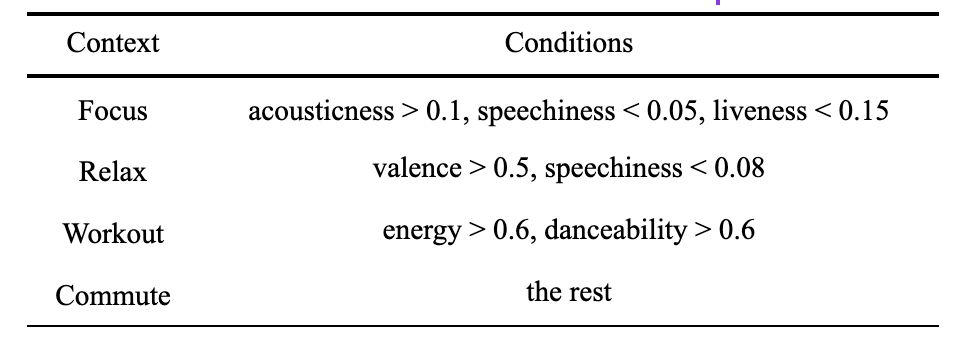 Context Conditions
Focus acousticness > 0.1, speechiness < 0.05, liveness < 0.15
Relax valence > 0.5, speechiness < 0.08
Workout energy > 0.6, danceability > 0.6
Commute the rest